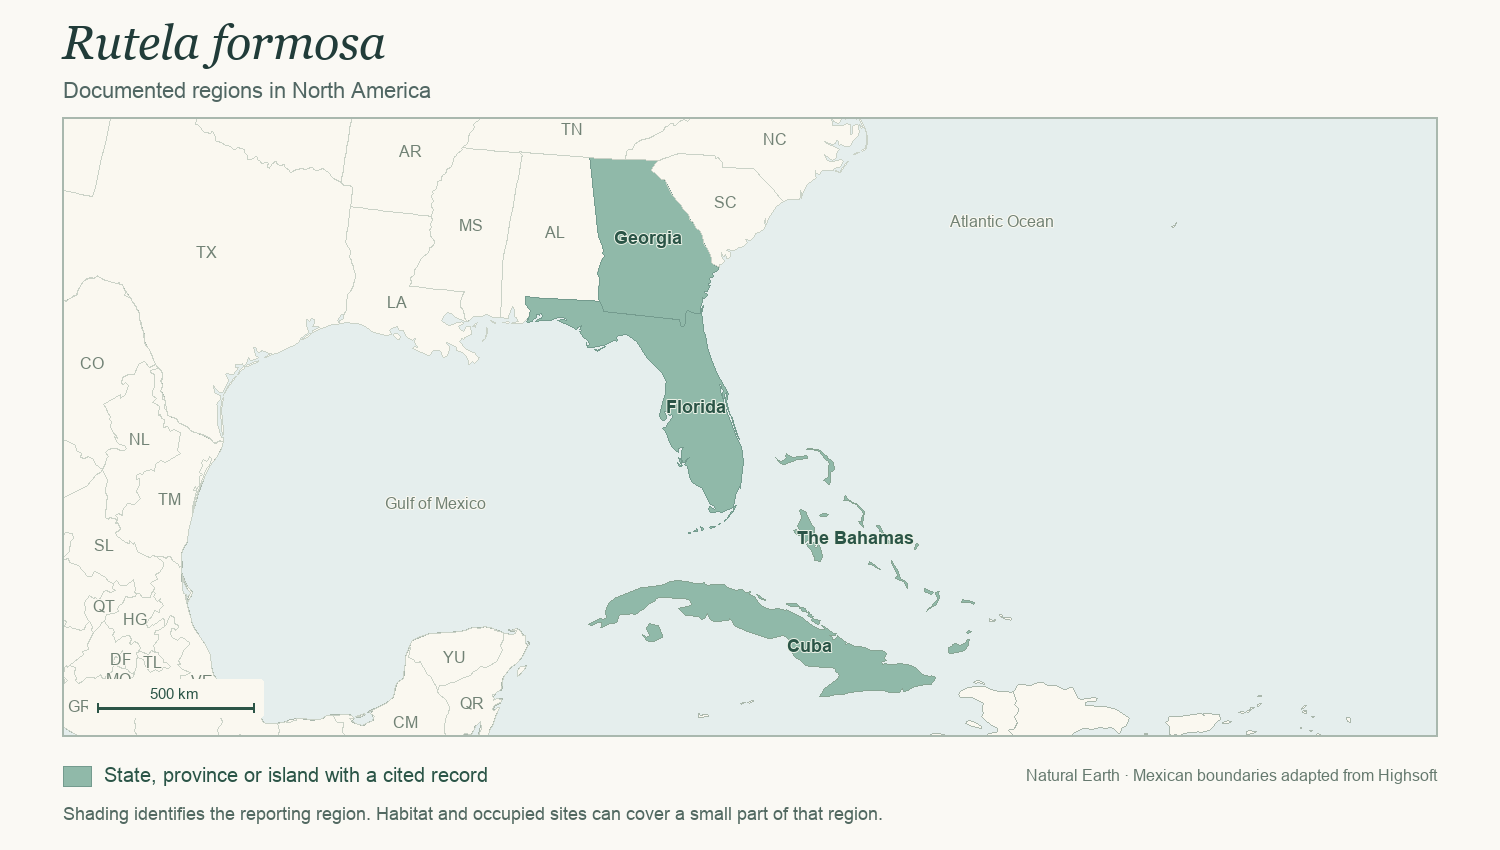 Rutela formosa
Documented regions in North America
TN
NC
AR
SC
MS
AL
Atlantic Ocean
Georgia
TX
LA
CO
Florida
NL
TM
Gulf of Mexico
The Bahamas
SL
QT
HG
Cuba
DF TL
YU
500 km
GR
QR
CM
State, province or island with a cited record
Natural Earth · Mexican boundaries adapted from Highsoft
Shading identifies the reporting region. Habitat and occupied sites can cover a small part of that region.